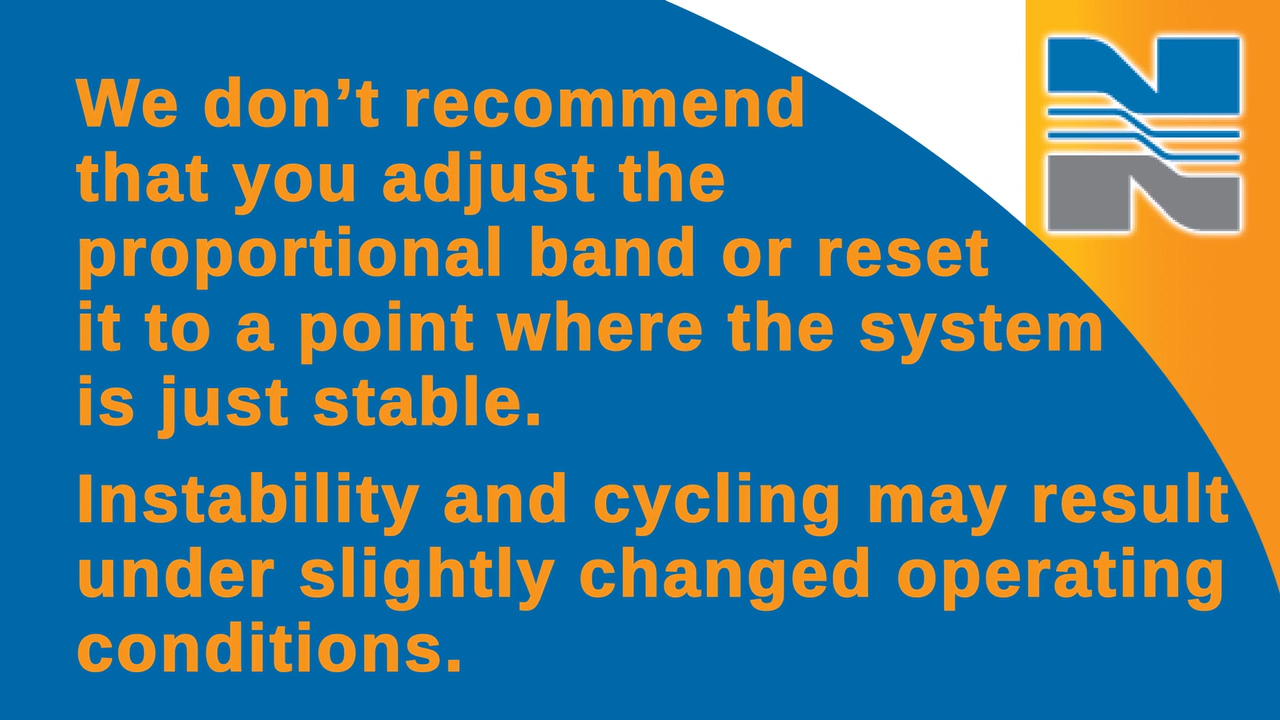 We don’t recommend
that you adjust the
proportional band or reset
it to a point where the system
is just stable.
Instability and cycling may result
under slightly changed operating
conditions.